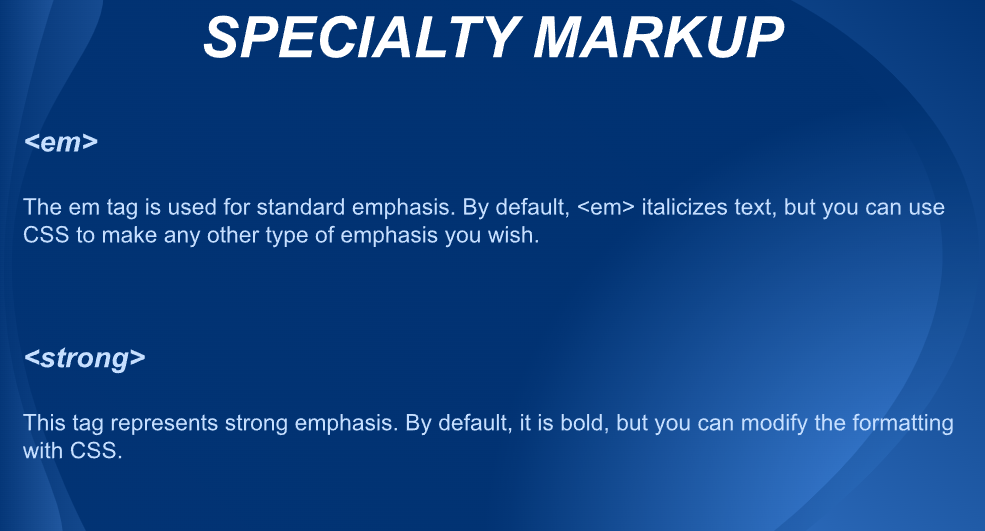 SPECIALTY MARKUP
<em>
The em tag is used for standard emphasis. By default, <em> italicizes text, but you can use
CSS to make any other type of emphasis you wish.
<strong>
This tag represents strong emphasis. By default, it is bold, but you can modify the formatting
with CSS.